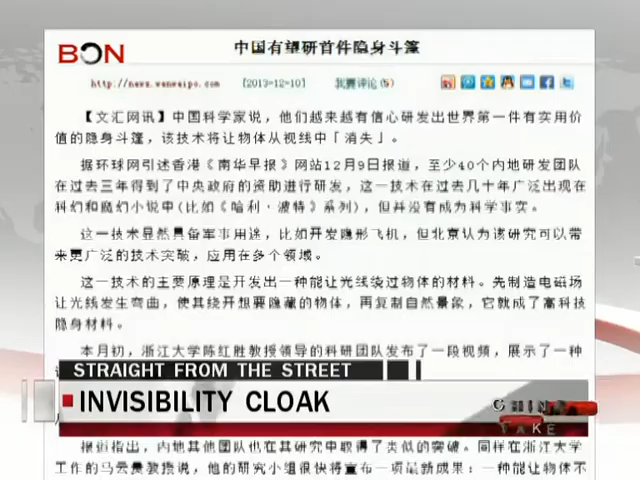 BON
中国有望研首件隐身斗篷
http://news.wenweipo.com [2013-12-10] 我要评论(5)
【文汇网讯】中国科学家说，他们越来越有信心研发出世界第一件有实用价
值的隐身斗篷，该技术将让物体从视线中「消失」。
据环球网引述香港《南华早报》网站12月9日报道，至少40个内地研发团队
在过去三年得到了中央政府的资助进行研发，这一技术在过去几十年广泛出现在
科幻和魔幻小说中(比如《哈利·波特》系列)，但并没有成为科学事实。
这一技术显然具备军事用途，比如开发隐形飞机，但北京认为该研究可以带
来更广泛的技术突破，应用在多个领域。
这一技术的主要原理是开发出一种能让光线绕过物体的材料。先制造电磁场
让光线发生弯曲，使其绕开想要隐藏的物体，再复制自然景象，它就成了高科技
隐身材料。
本月初，浙江大学陈红胜教授领导的科研团队发布了一段视频，展示了一种
STRAIGHT FROM THE STREET
INVISIBILITY CLOAK
CHINA
TAKE
报道指出，内地其他团队也在其研究中取得了类似的突破。同样在浙江大学
工作的马云贵教授说，他的研究小组很快将宣布一项最新成果：一种能让物体不